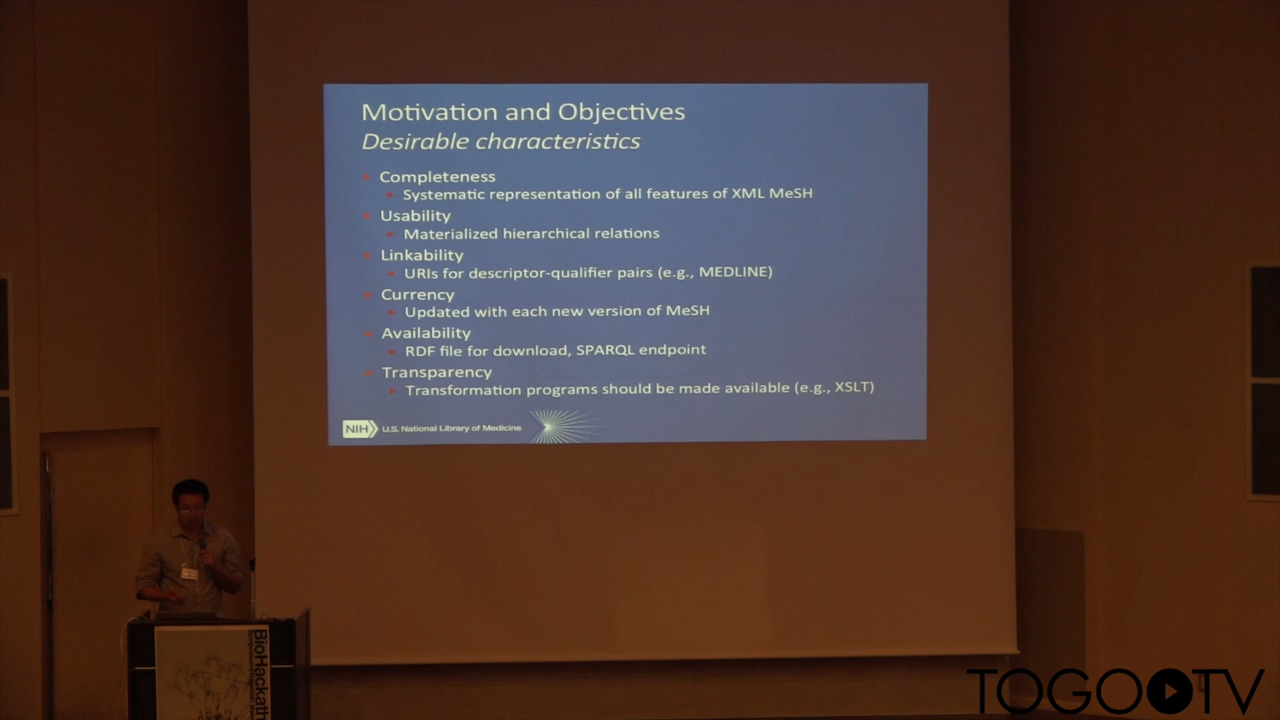 Motivation and Objectives
Desirable characteristics
Completeness
Systematic representation of all features of XML MeSH
Usability
Materialized hierarchical relations
Linkability
URIs for descriptor-qualifier pairs (e.g., MEDLINE)
Currency
Updated with each new version of MeSH
Availability
RDF file for download, SPARQL endpoint
Transparency
Transformation programs should be made available (e.g., XSLT)
NIH U.S. National Library of Medicine
BioHackath
TOGOTV